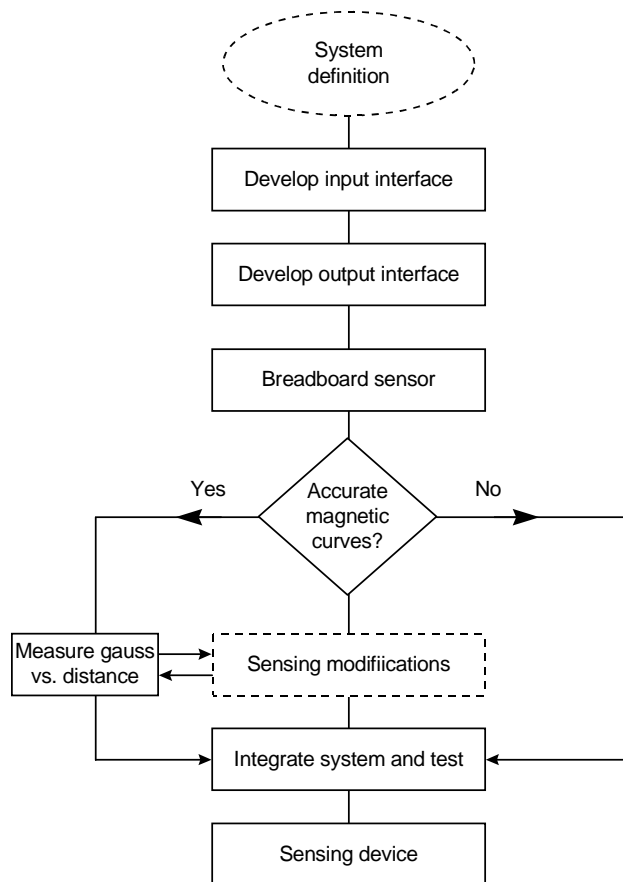 System
definition
Develop input interface
Develop output interface
Breadboard sensor
Yes
Accurate
magnetic
curves?
No
Measure gauss
vs. distance
Sensing modifiications
Integrate system and test
Sensing device